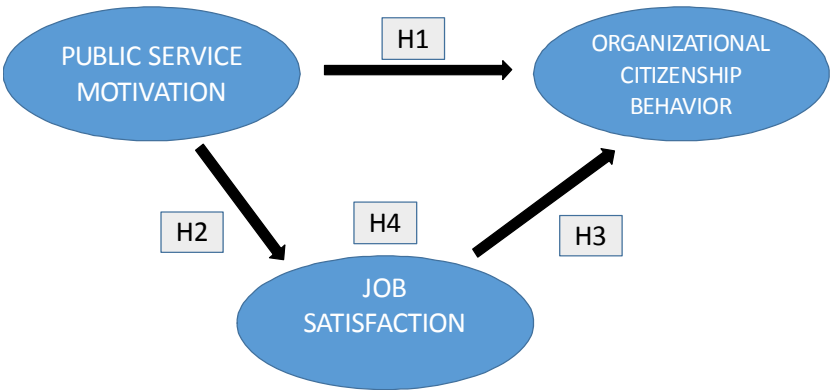 H1
PUBLIC SERVICE
MOTIVATION
ORGANIZATIONAL
CITIZENSHIP
BEHAVIOR
H2
H4
H3
JOB
SATISFACTION